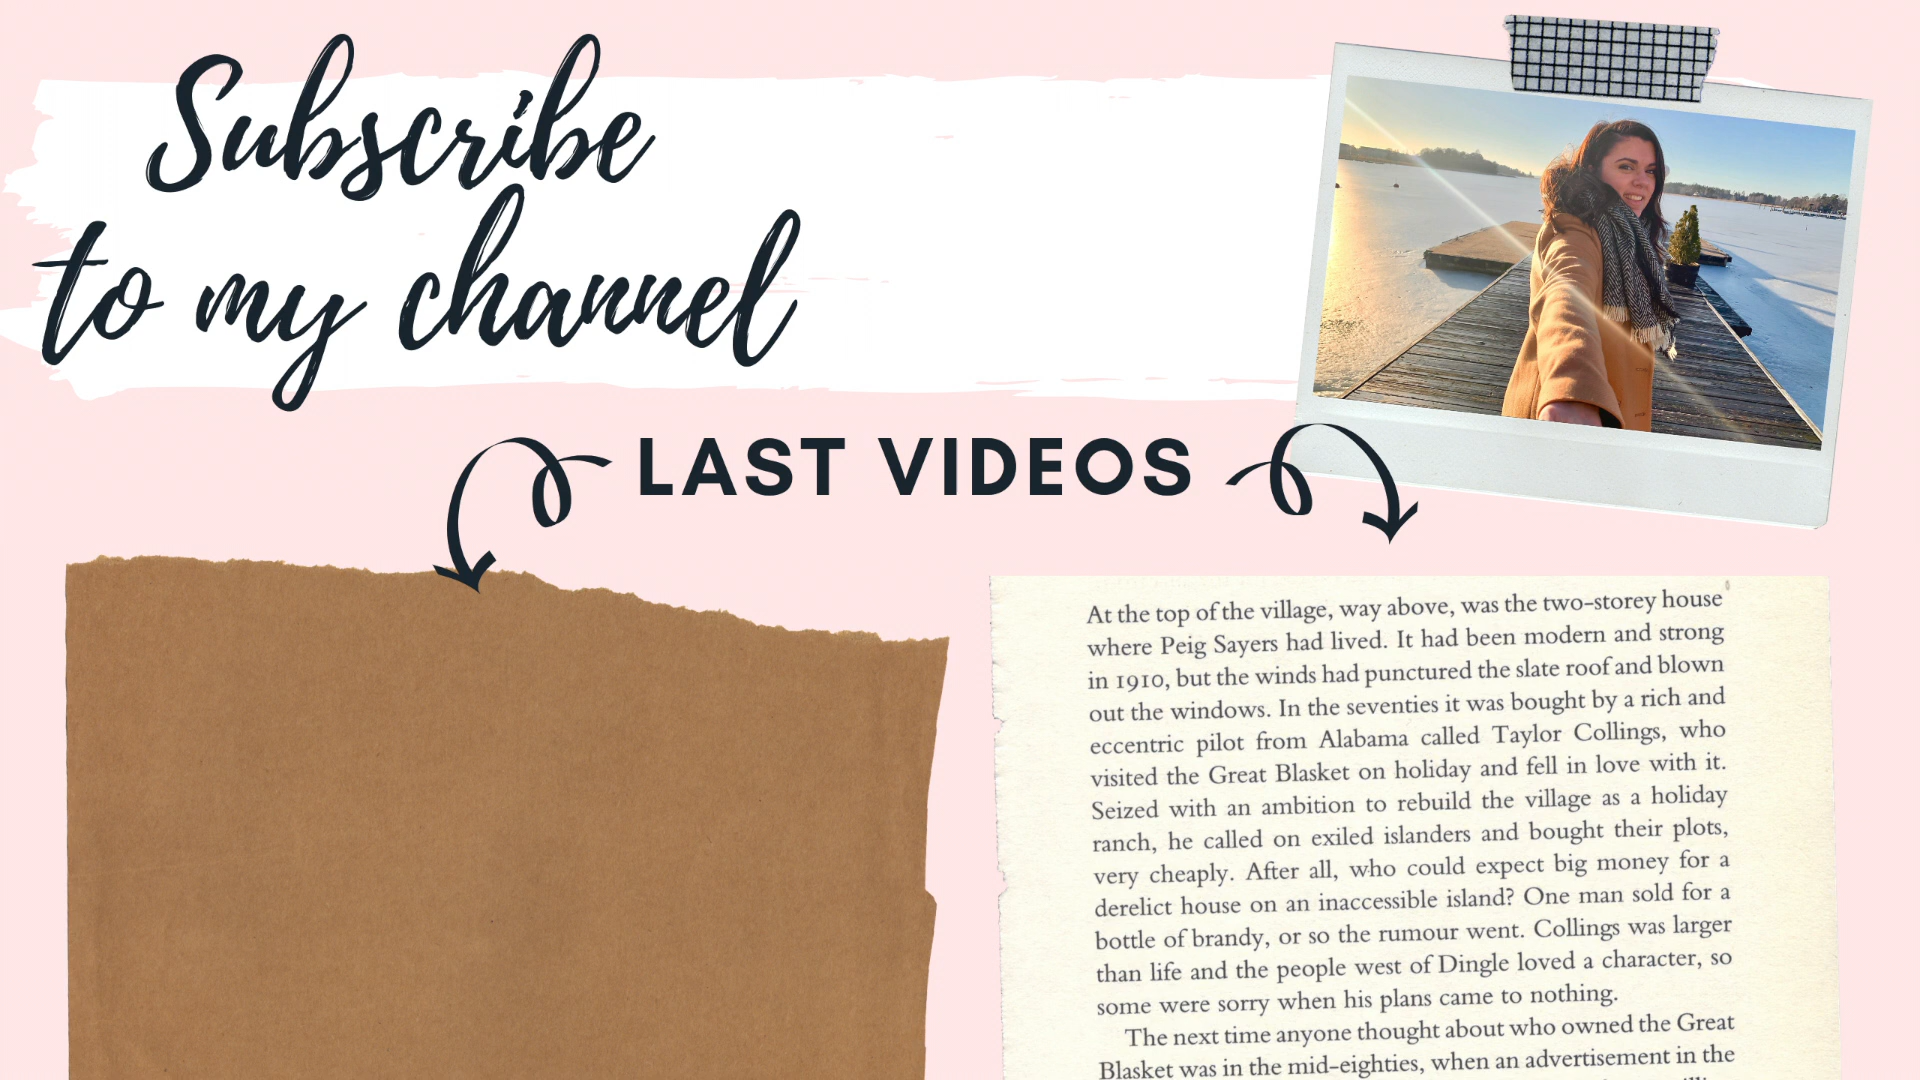 Subscribe
to my channel
LAST VIDEOS
At the top of the village, way above, was the two-storey house
where Peig Sayers had lived. It had been modern and strong
in 1910, but the winds had punctured the slate roof and blown
out the windows. In the seventies it was bought by a rich and
eccentric pilot from Alabama called Taylor Collings, who
visited the Great Blasket on holiday and fell in love with it.
Seized with an ambition to rebuild the village as a holiday
ranch, he called on exiled islanders and bought their plots,
very cheaply. After all, who could expect big money for a
derelict house on an inaccessible island? One man sold for a
bottle of brandy, or so the rumour went. Collings was larger
than life and the people west of Dingle loved a character, so
some were sorry when his plans came to nothing.
The next time anyone thought about who owned the Great
Blasket was in the mid-eighties, when an advertisement in the